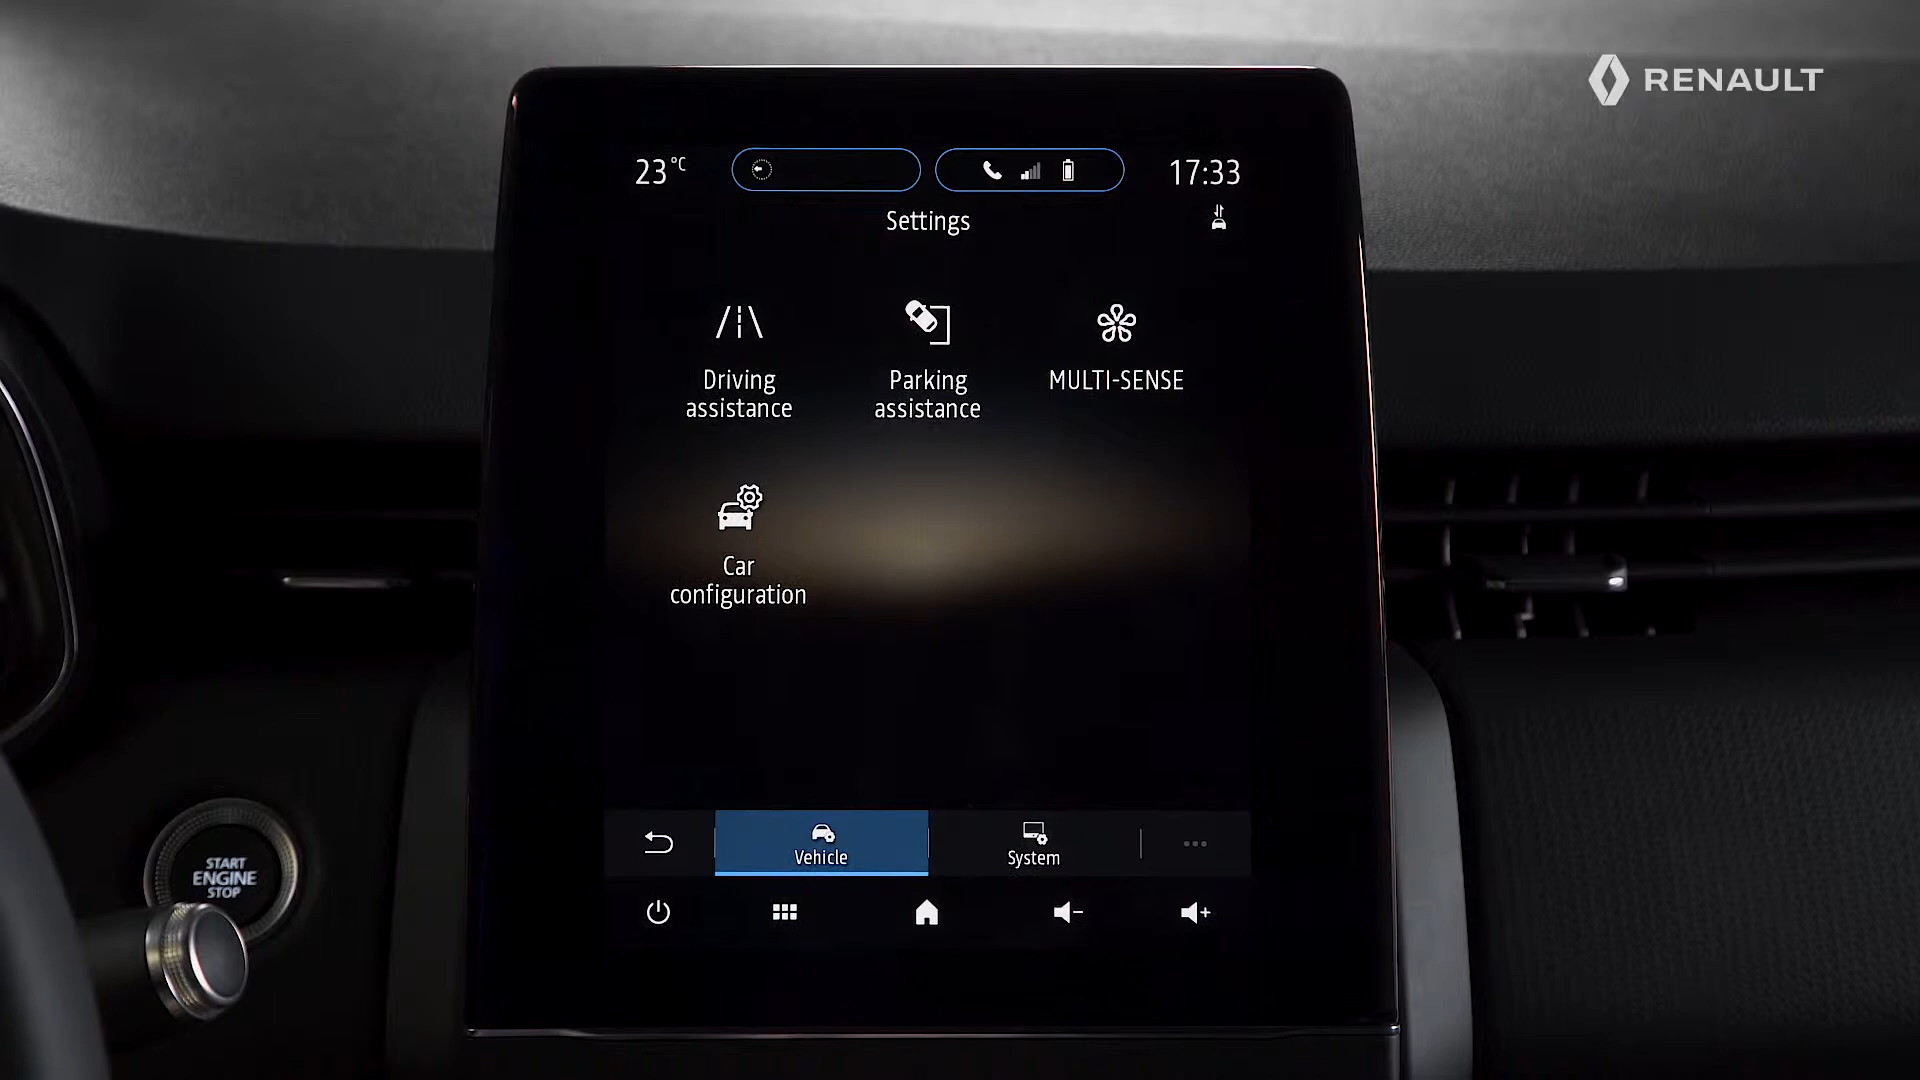 RENAULT
23°C
17:33
Settings
Driving
assistance
Parking
assistance
MULTI-SENSE
Car
configuration
Vehicle
System
START
ENGINE
STOP